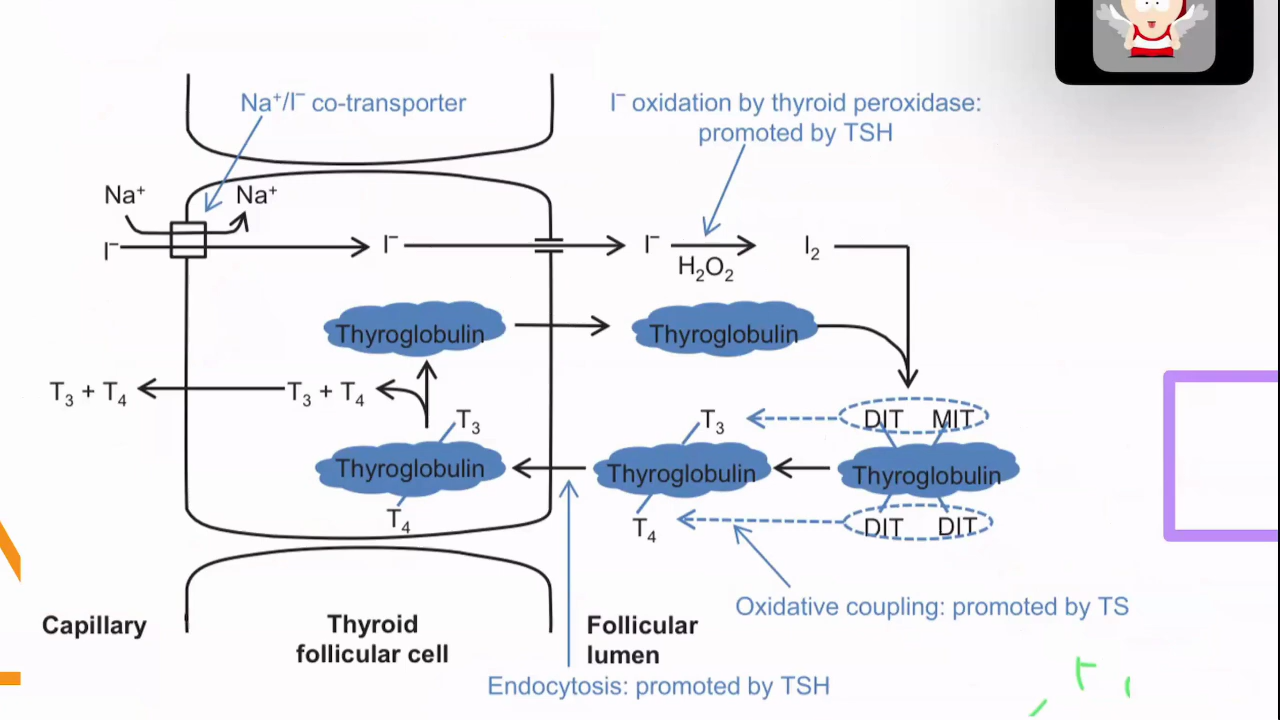 Na⁺/I⁻ co-transporter
I⁻ oxidation by thyroid peroxidase:
promoted by TSH
Na⁺ Na⁺
I⁻ I⁻ I⁻ H₂O₂ I₂
Thyroglobulin Thyroglobulin
T₃ + T₄ T₃ + T₄
T₃ T₃ DIT MIT
Thyroglobulin Thyroglobulin Thyroglobulin
T₄ T₄ DIT DIT
Oxidative coupling: promoted by TS
Capillary
Thyroid
follicular cell
Follicular
lumen
Endocytosis: promoted by TSH